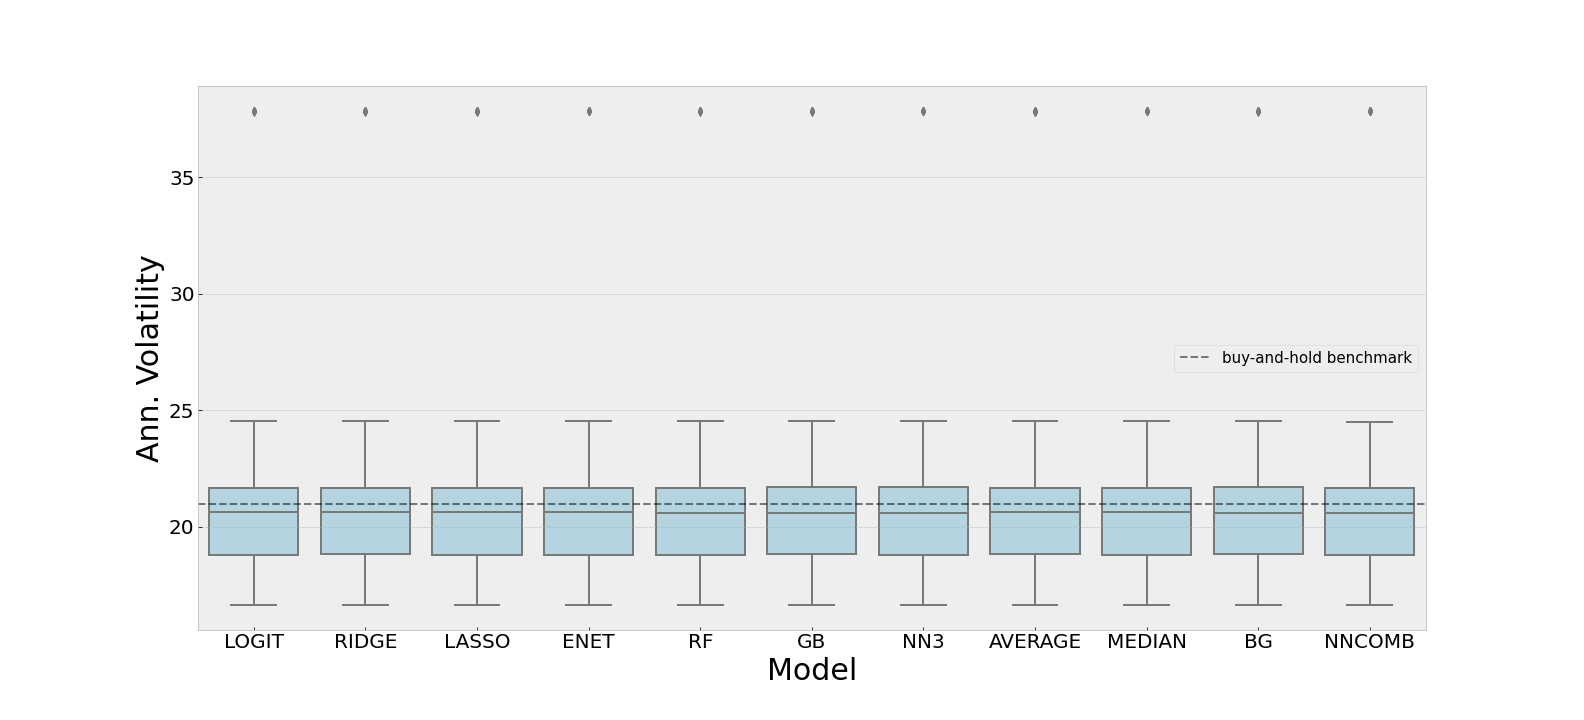 35
30
25
20
Ann. Volatility
buy-and-hold benchmark
LOGIT RIDGE LASSO ENET RF GB NN3 AVERAGE MEDIAN BG NNCOMB
Model